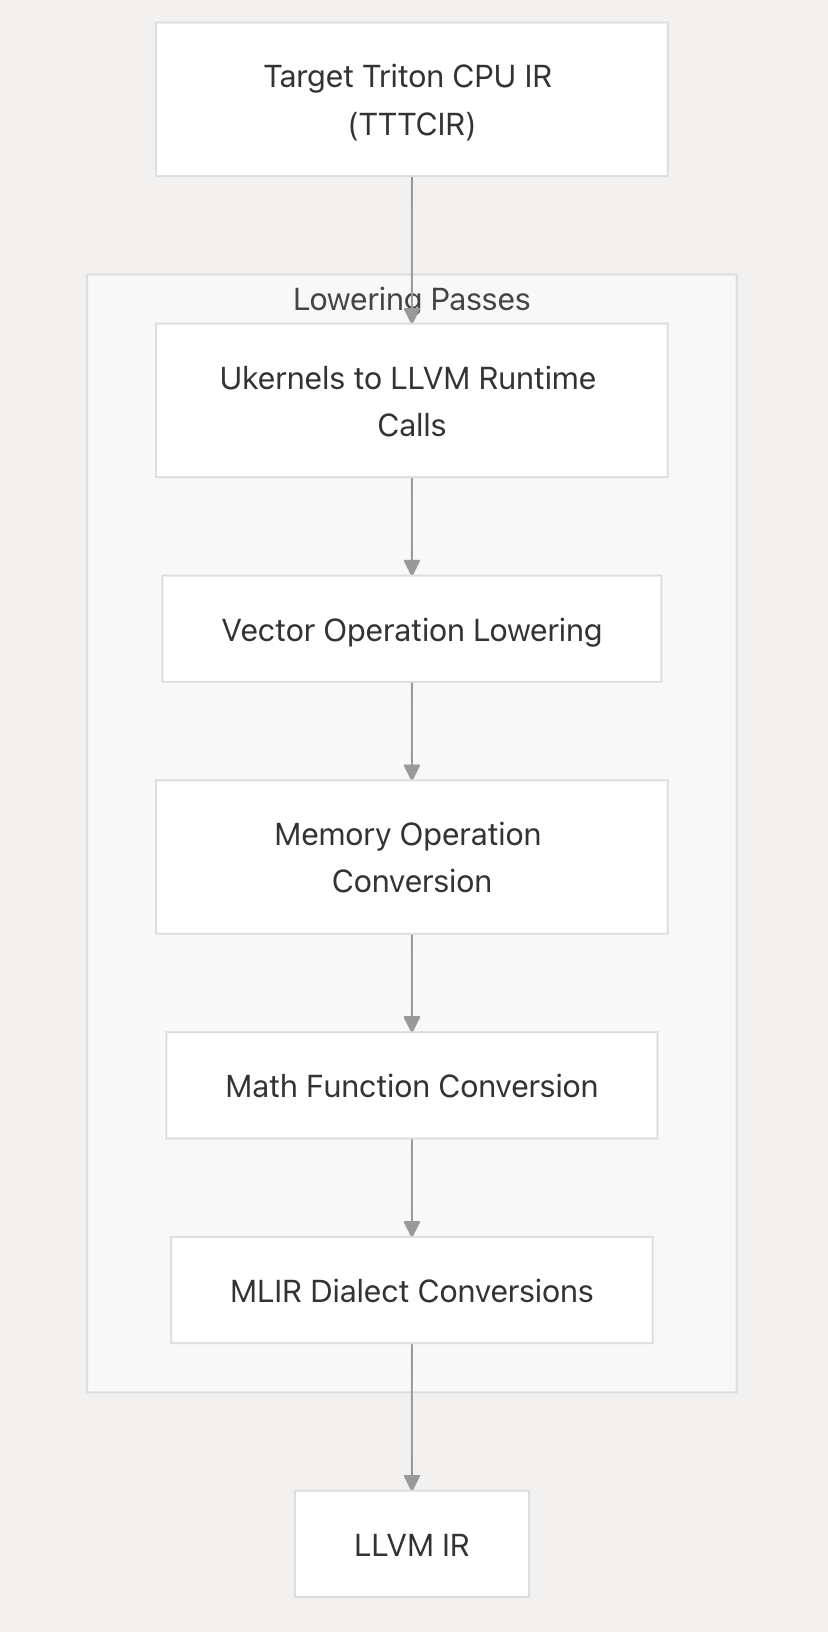 Target Triton CPU IR
(TTTCIR)
Lowering Passes
Ukernels to LLVM Runtime
Calls
Vector Operation Lowering
Memory Operation
Conversion
Math Function Conversion
MLIR Dialect Conversions
LLVM IR